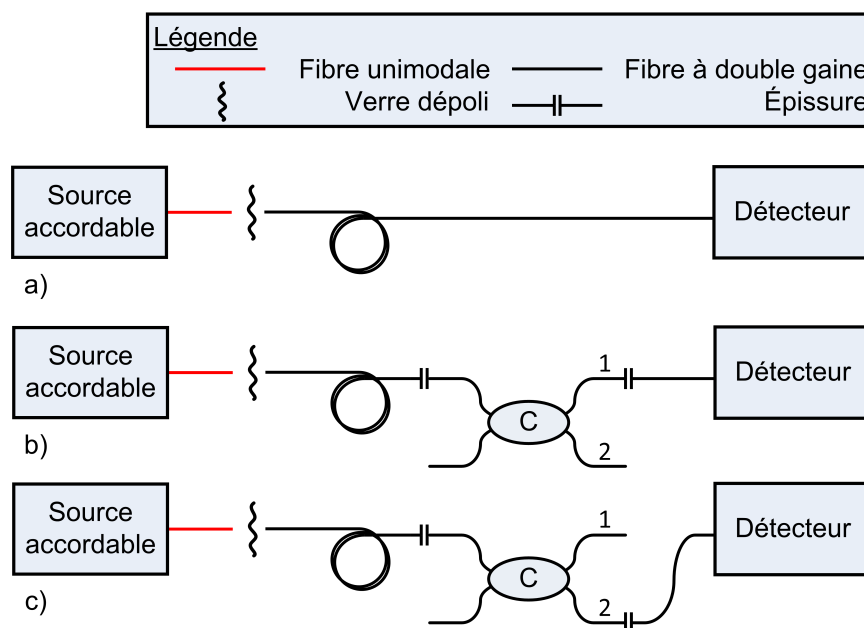 Légende
Fibre unimodale Fibre à double gaine
Verre dépoli Épissure
Source
accordable
Détecteur
a)
Source
accordable
1
Détecteur
C
b)
2
Source
accordable
1
Détecteur
C
c)
2